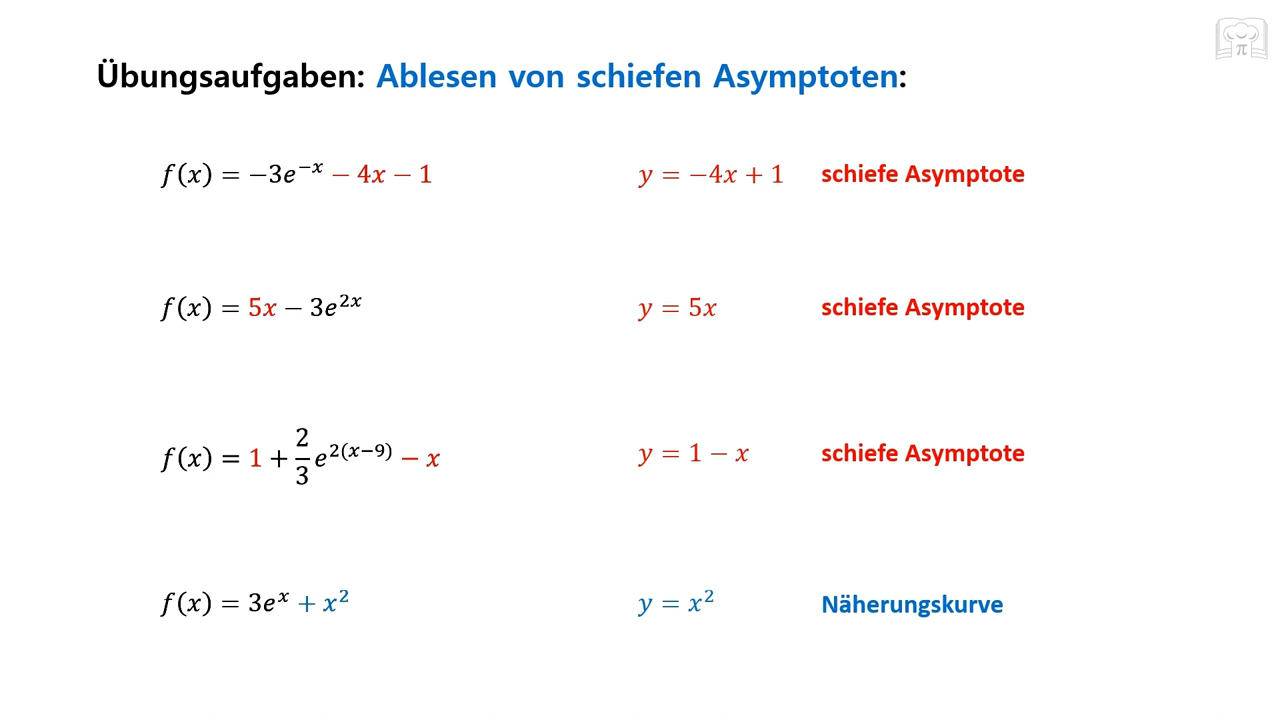 Übungsaufgaben: Ablesen von schiefen Asymptoten:
f(x) = −3e^{−x} − 4x − 1 y = −4x + 1 schiefe Asymptote
f(x) = 5x − 3e^{2x} y = 5x schiefe Asymptote
f(x) = 1 + \frac{2}{3}e^{2(x−9)} − x y = 1 − x schiefe Asymptote
f(x) = 3e^{x} + x^{2} y = x^{2} Näherungskurve
π